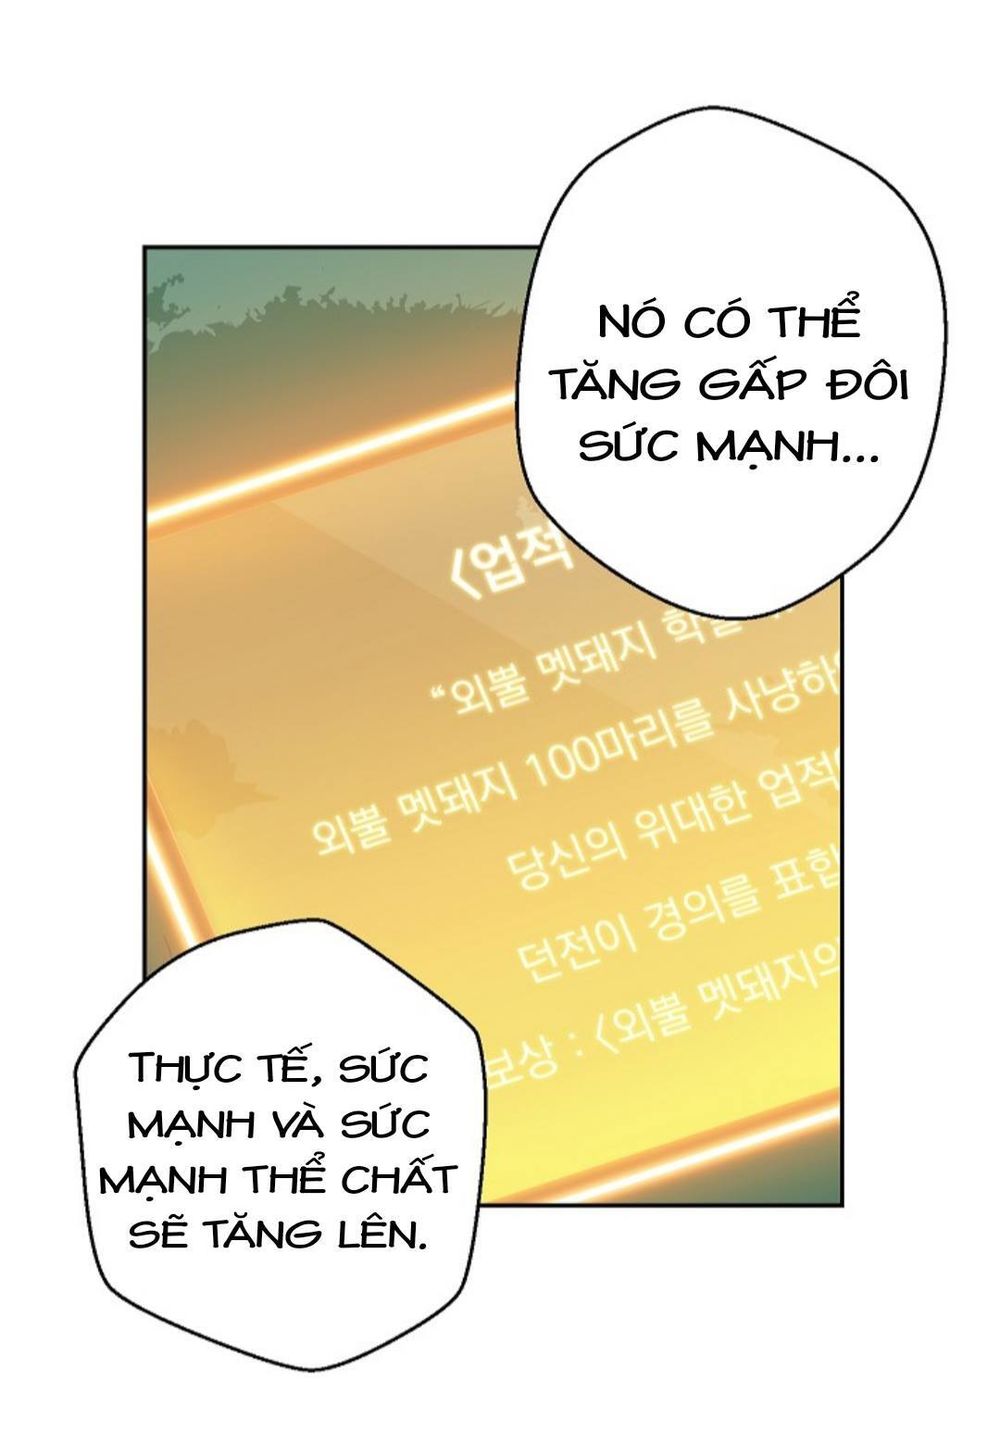 NÓ CÓ THỂ
TĂNG GẤP ĐÔI
SỨC MẠNH...
<업적
“외뿔 멧돼지 학살
외뿔 멧돼지 100마리를 사냥하
당신의 위대한 업적
던전이 경의를 표합
보상 : <외뿔 멧돼지의
THỰC TẾ, SỨC
MẠNH VÀ SỨC
MẠNH THỂ CHẤT
SẼ TĂNG LÊN.